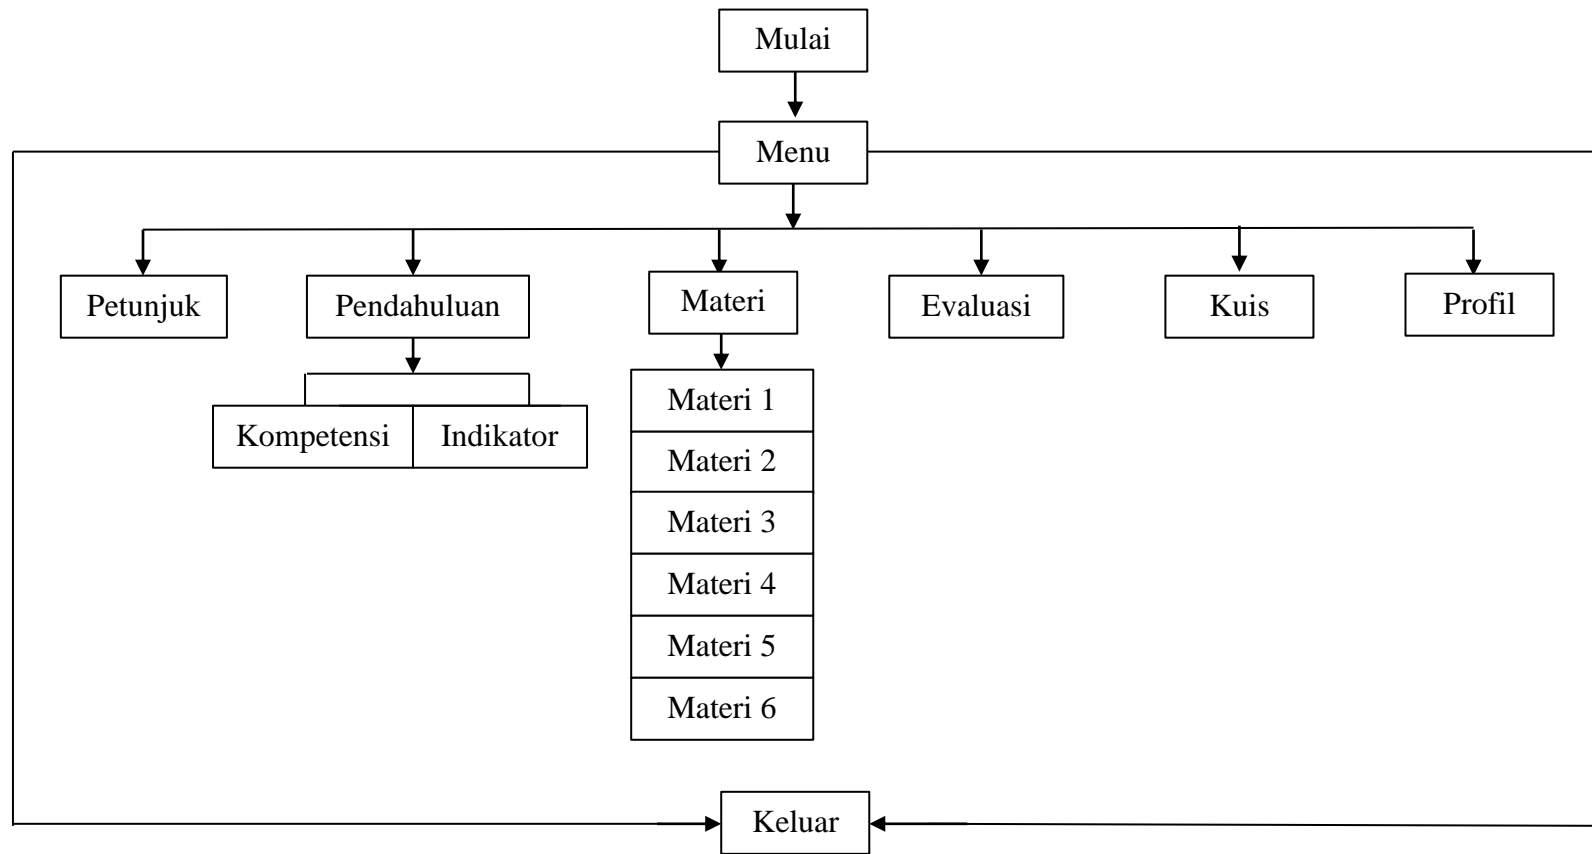 Mulai
Menu
Petunjuk
Pendahuluan
Materi
Evaluasi
Kuis
Profil
Kompetensi
Indikator
Materi 1
Materi 2
Materi 3
Materi 4
Materi 5
Materi 6
Keluar